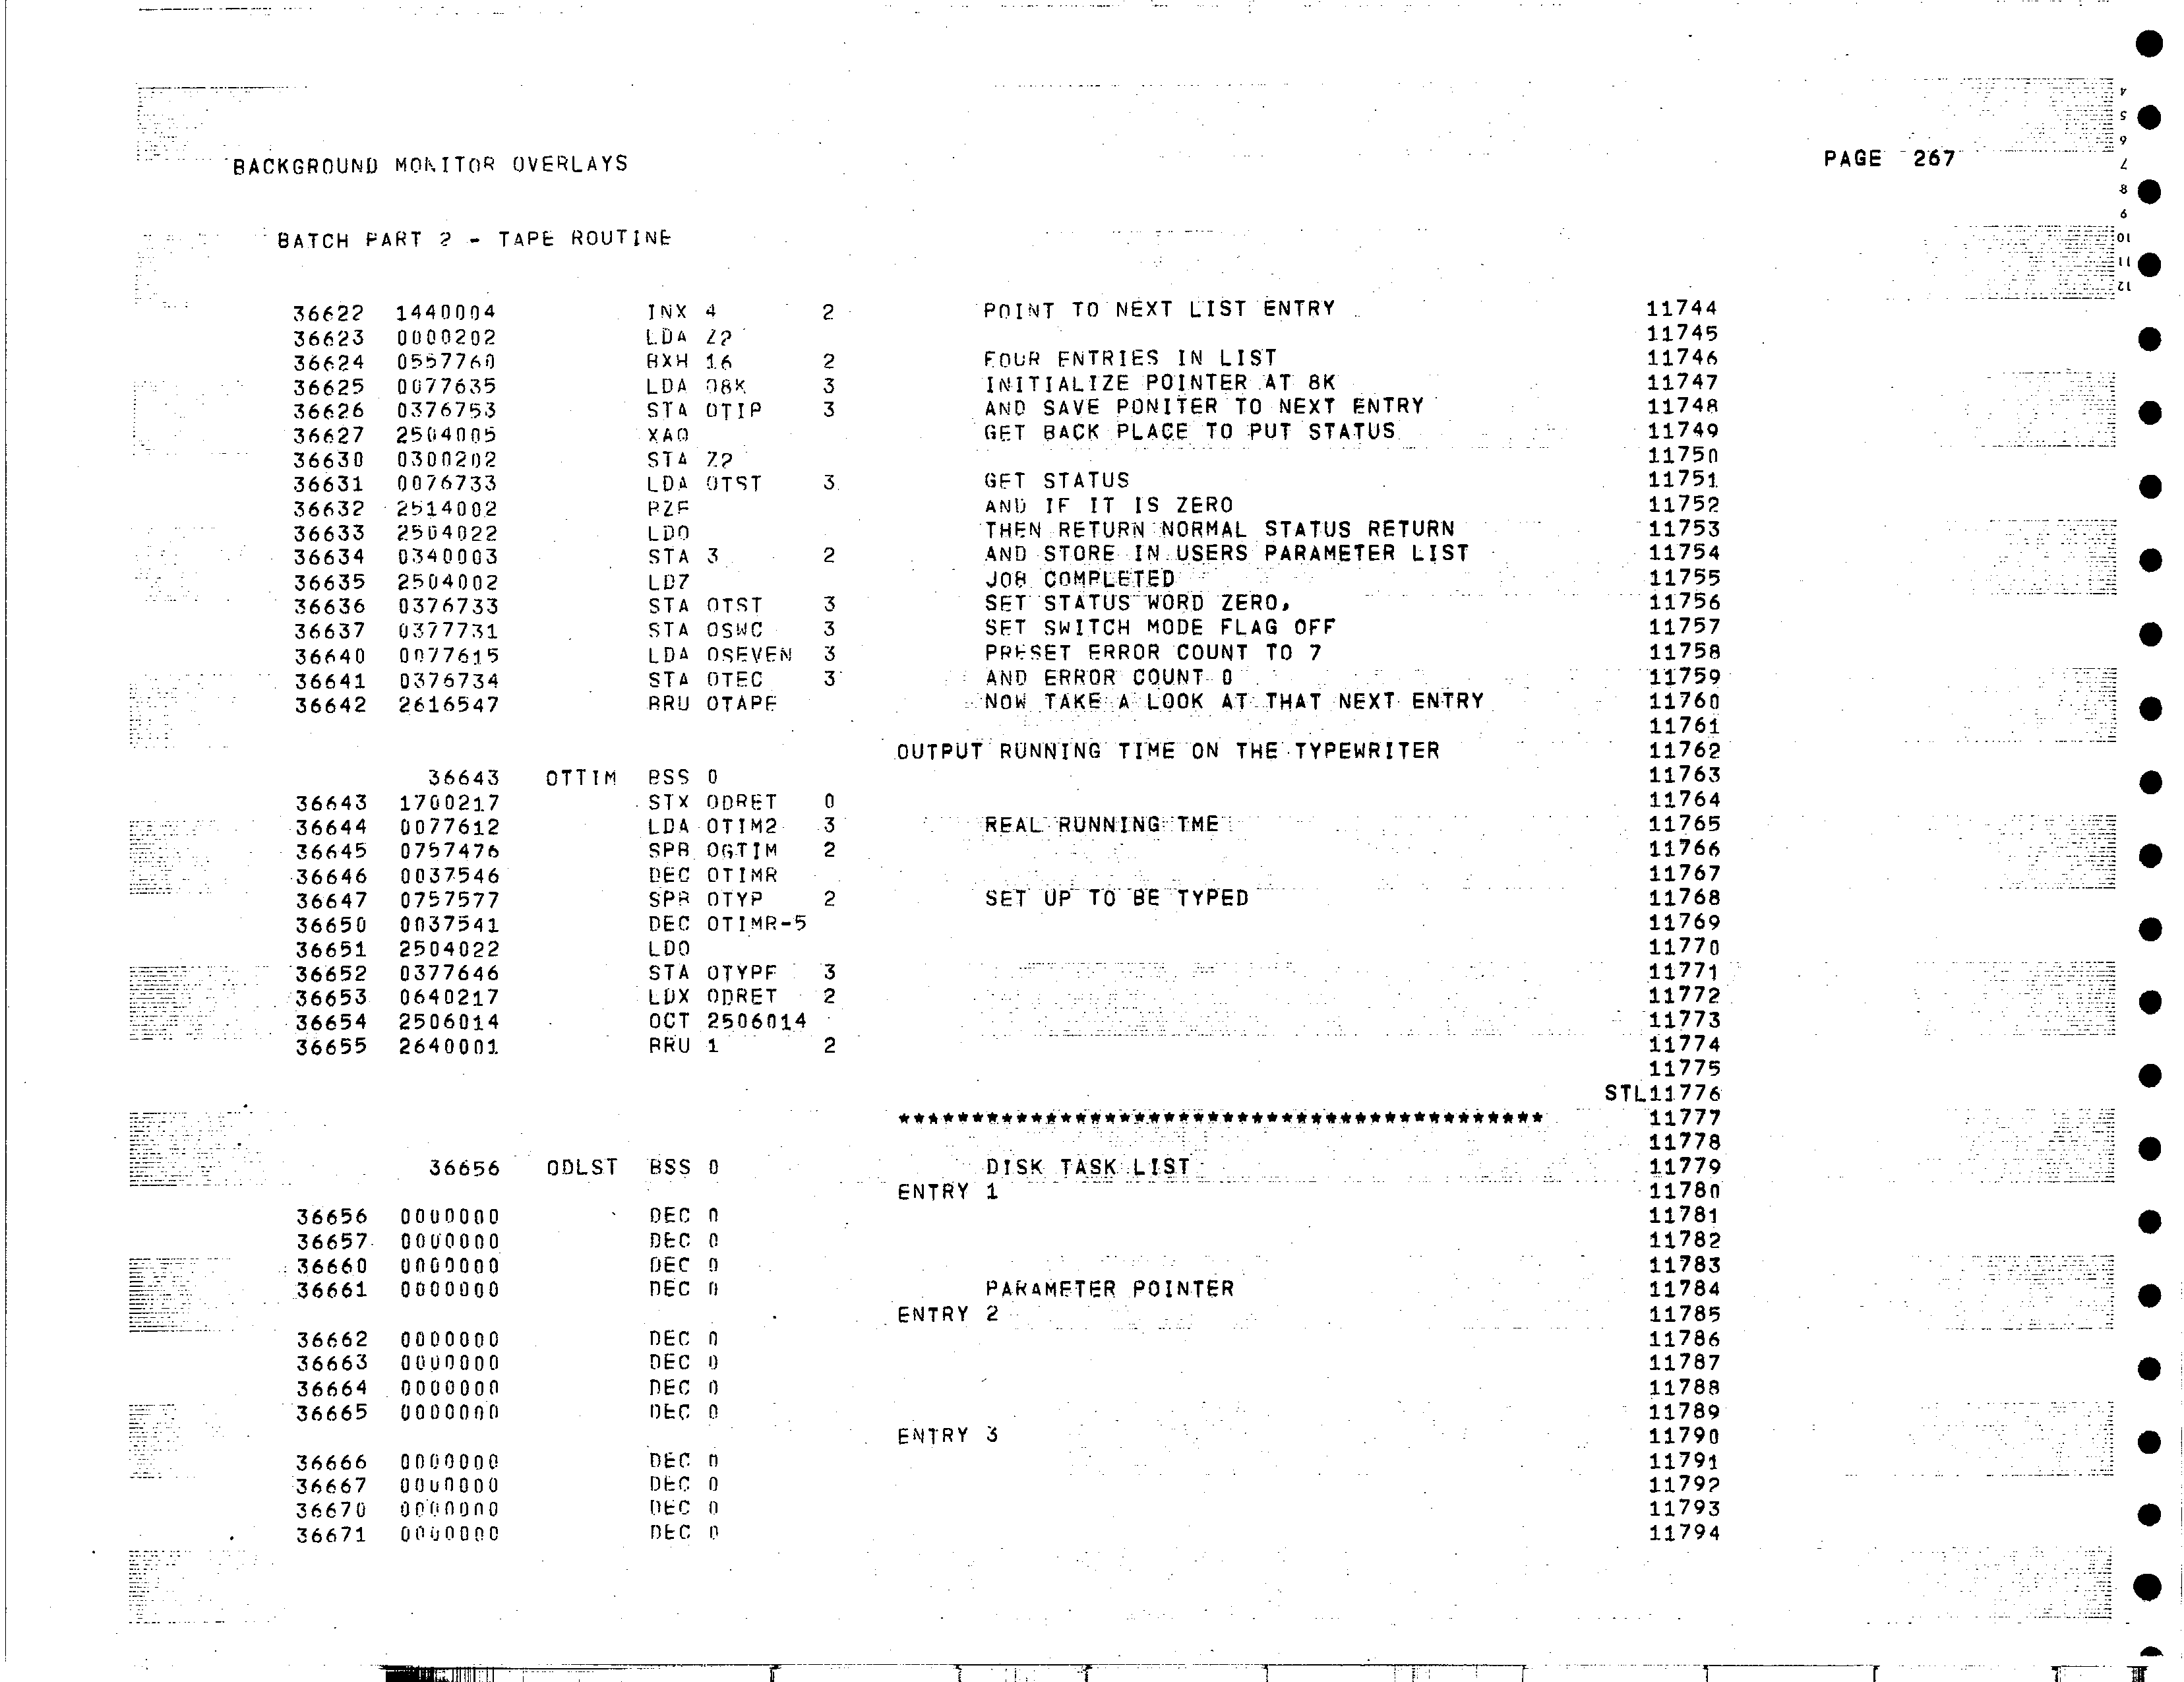 BACKGROUND MONITOR OVERLAYS PAGE 267
BATCH PART 2 - TAPE ROUTINE
36622 1440004 INX 4 2 POINT TO NEXT LIST ENTRY 11744
36623 0000202 LDA Z2 11745
36624 0557760 BXH 16 2 FOUR ENTRIES IN LIST 11746
36625 0077635 LDA O8K 3 INITIALIZE POINTER AT 8K 11747
36626 0376753 STA OTIP 3 AND SAVE PONITER TO NEXT ENTRY 11748
36627 2504005 XAQ GET BACK PLACE TO PUT STATUS 11749
36630 0300202 STA Z2 11750
36631 0076733 LDA OTST 3 GET STATUS 11751
36632 2514002 BZE AND IF IT IS ZERO 11752
36633 2504022 LDO THEN RETURN NORMAL STATUS RETURN 11753
36634 0340003 STA 3 2 AND STORE IN USERS PARAMETER LIST 11754
36635 2504002 LDZ JOB COMPLETED 11755
36636 0376733 STA OTST 3 SET STATUS WORD ZERO, 11756
36637 0377731 STA OSWC 3 SET SWITCH MODE FLAG OFF 11757
36640 0077615 LDA OSEVEN 3 PRESET ERROR COUNT TO 7 11758
36641 0376734 STA OTEC 3 AND ERROR COUNT 0 11759
36642 2616547 BRU OTAPE NOW TAKE A LOOK AT THAT NEXT ENTRY 11760
11761
OUTPUT RUNNING TIME ON THE TYPEWRITER 11762
36643 OTTIM BSS 0 11763
36643 1700217 STX ODRET 0 11764
36644 0077612 LDA OTIM2 3 REAL RUNNING TME 11765
36645 0757476 SPB OGTIM 2 11766
36646 0037546 DEC OTIMR 11767
36647 0757577 SPB OTYP 2 SET UP TO BE TYPED 11768
36650 0037541 DEC OTIMR-5 11769
36651 2504022 LDO 11770
36652 0377646 STA OTYPF 3 11771
36653 0640217 LDX ODRET 2 11772
36654 2506014 OCT 2506014 11773
36655 2640001 BRU 1 2 11774
11775
STL11776
******************************************** 11777
11778
36656 ODLST BSS 0 DISK TASK LIST 11779
ENTRY 1 11780
36656 0000000 DEC 0 11781
36657 0000000 DEC 0 11782
36660 0000000 DEC 0 11783
36661 0000000 DEC 0 PARAMETER POINTER 11784
ENTRY 2 11785
36662 0000000 DEC 0 11786
36663 0000000 DEC 0 11787
36664 0000000 DEC 0 11788
36665 0000000 DEC 0 11789
ENTRY 3 11790
36666 0000000 DEC 0 11791
36667 0000000 DEC 0 11792
36670 0000000 DEC 0 11793
36671 0000000 DEC 0 11794
4
5
6
7
8
9
10
11
12